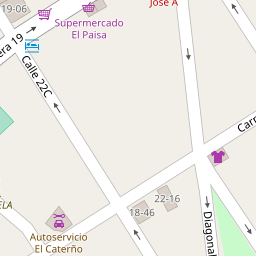 19-06
José A
Supermercado
El Paisa
era 19
Calle 22C
Carr
22-16
18-46
ELA
Autoservicio
El Caterño
Diagonal